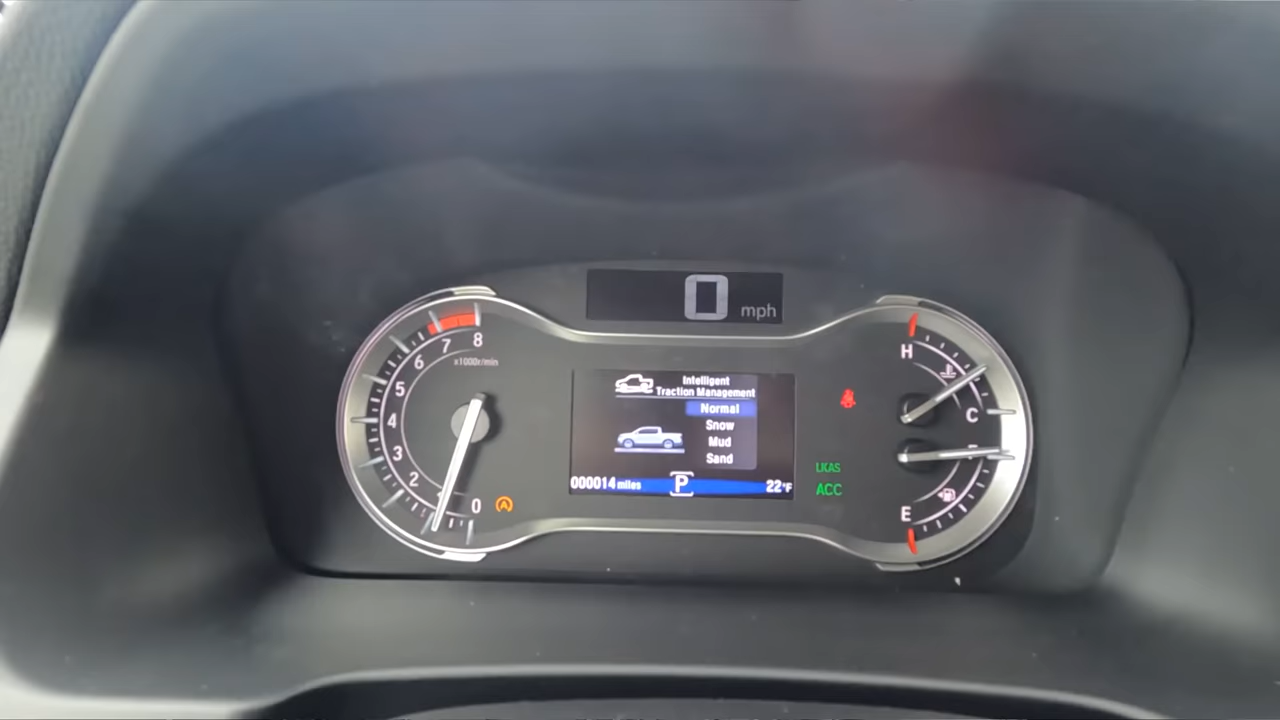 0 mph
8
7
6
5
4
3
2
0
x1000r/min
A
Intelligent
Traction Management
Normal
Snow
Mud
Sand
000014 miles
P
22°F
LKAS
ACC
H
C
E